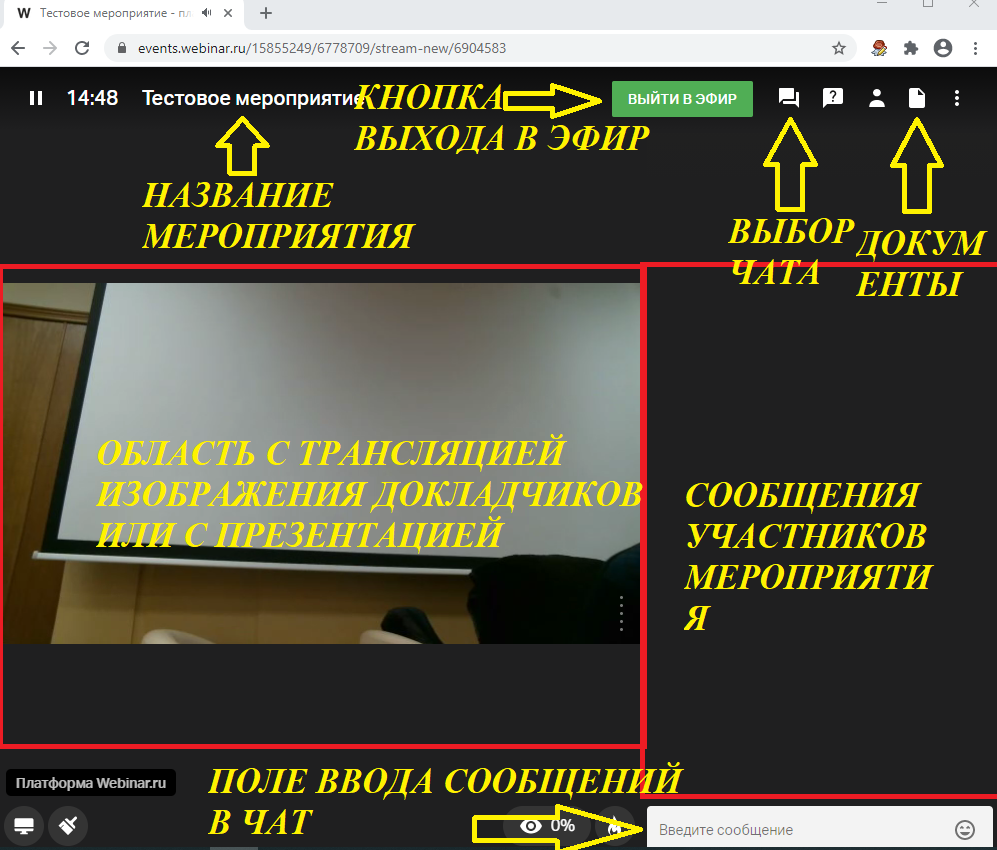 W Тестовое мероприятие - пл
events.webinar.ru/15855249/6778709/stream-new/6904583
14:48 Тестовое мероприятие
КНОПКА
ВЫХОДА В ЭФИР
ВЫЙТИ В ЭФИР
?
НАЗВАНИЕ
МЕРОПРИЯТИЯ
ВЫБОР
ЧАТА
ДОКУМ
ЕНТЫ
ОБЛАСТЬ С ТРАНСЛЯЦИЕЙ
ИЗОБРАЖЕНИЯ ДОКЛАДЧИКОВ
ИЛИ С ПРЕЗЕНТАЦИЕЙ
СООБЩЕНИЯ
УЧАСТНИКОВ
МЕРОПРИЯТИ
Я
Платформа Webinar.ru
ПОЛЕ ВВОДА СООБЩЕНИЙ
В ЧАТ
0%
Введите сообщение